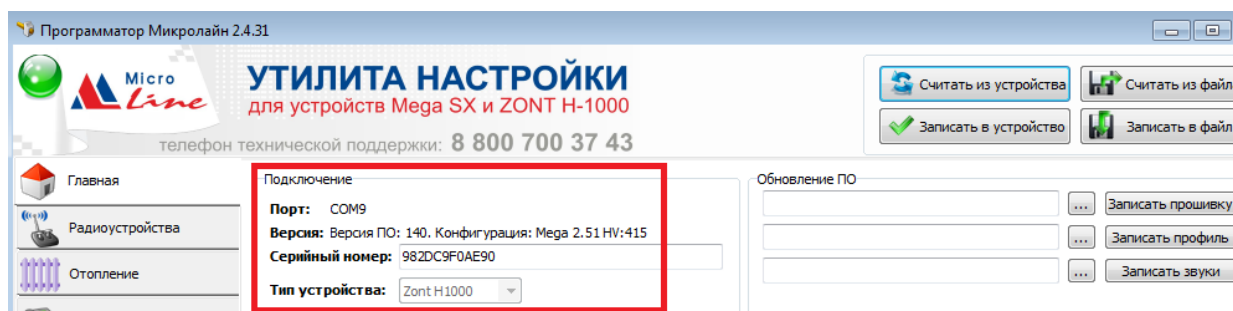 Программатор Микролайн 2.4.31
Micro Line
УТИЛИТА НАСТРОЙКИ
для устройств Mega SX и ZONT H-1000
телефон технической поддержки: 8 800 700 37 43
Считать из устройства
Считать из файл
Записать в устройство
Записать в файл
Главная
Радиоустройства
Отопление
Подключение
Порт: COM9
Версия: Версия ПО: 140. Конфигурация: Mega 2.51 HV:415
Серийный номер: 982DC9F0AE90
Тип устройства: Zont H1000
Обновление ПО
... Записать прошивку
... Записать профиль
... Записать звуки